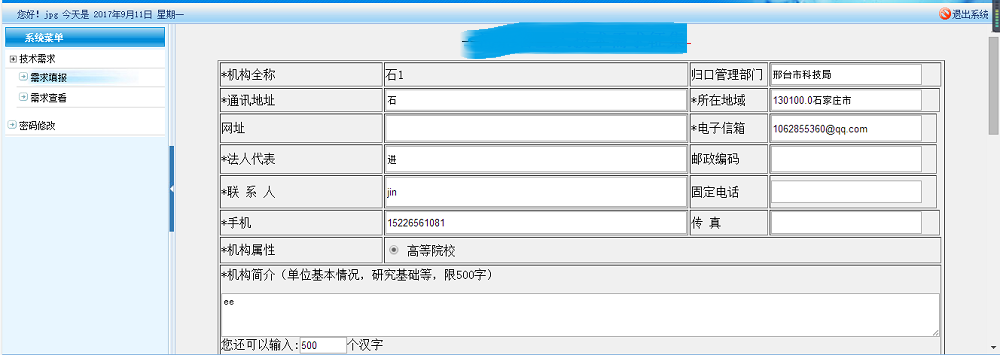 您好! jpg 今天是 2017年9月11日 星期一
退出系统
系统菜单
技术需求
需求填报
需求查看
密码修改
*机构全称 石1 归口管理部门 邢台市科技局
*通讯地址 石 *所在地域 130100.0石家庄市
网址 *电子信箱 1062855360@qq.com
*法人代表 进 邮政编码
*联 系 人 jin 固定电话
*手机 15226561081 传 真
*机构属性 高等院校
*机构简介（单位基本情况，研究基础等，限500字）
ee
您还可以输入:500个汉字